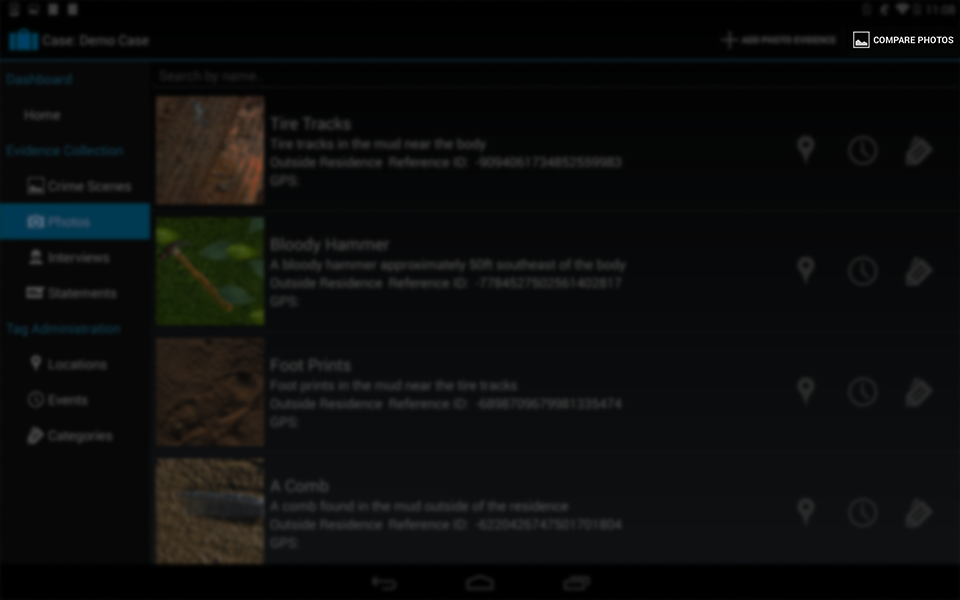 11:08
Case: Demo Case
ADD PHOTO EVIDENCE
COMPARE PHOTOS
Dashboard
Home
Evidence Collection
Crime Scenes
Photos
Interviews
Statements
Tag Administration
Locations
Events
Categories
Search by name.
Tire Tracks
Tire tracks in the mud near the body
Outside Residence Reference ID: -9094061734852559983
GPS:
Bloody Hammer
A bloody hammer approximately 50ft southeast of the body
Outside Residence Reference ID: -7784527502561402817
GPS:
Foot Prints
Foot prints in the mud near the tire tracks
Outside Residence Reference ID: -6898709679981335474
GPS:
A Comb
A comb found in the mud outside of the residence
Outside Residence Reference ID: -6220426747501701804
GPS: